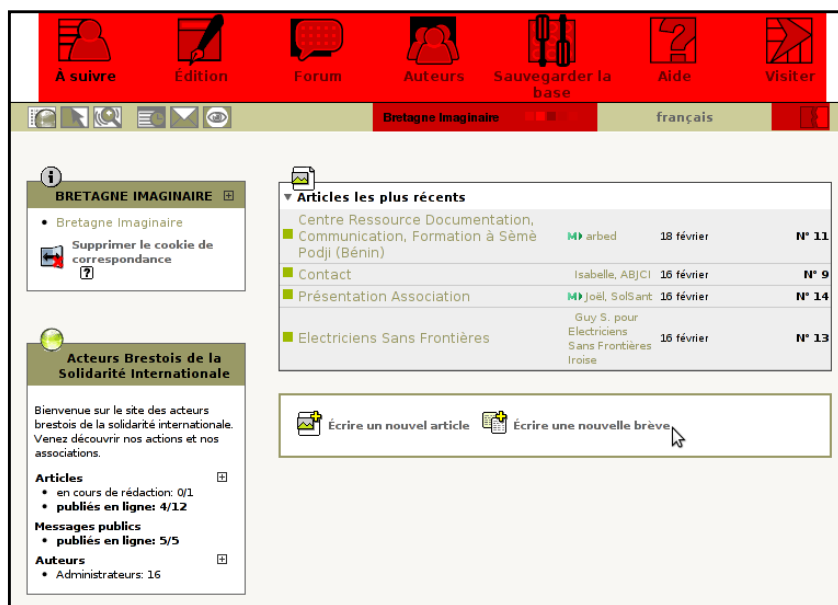 À suivre
Édition
Forum
Auteurs
Sauvegarder la
base
Aide
Visiter
Bretagne Imaginaire
français
BRETAGNE IMAGINAIRE
Bretagne Imaginaire
Supprimer le cookie de
correspondance
?
Acteurs Brestois de la
Solidarité Internationale
Bienvenue sur le site des acteurs
brestois de la solidarité internationale.
Venez découvrir nos actions et nos
associations.
Articles
• en cours de rédaction: 0/1
• publiés en ligne: 4/12
Messages publics
• publiés en ligne: 5/5
Auteurs
• Administrateurs: 16
Articles les plus récents
Centre Ressource Documentation,
Communication, Formation à Sèmè
Podji (Bénin)
arbed 18 février N° 11
Contact Isabelle, ABJCI 16 février N° 9
Présentation Association Joël, SolSant 16 février N° 14
Electriciens Sans Frontières
Guy S. pour
Electriciens
Sans Frontières
Iroise
16 février N° 13
Écrire un nouvel article Écrire une nouvelle brève